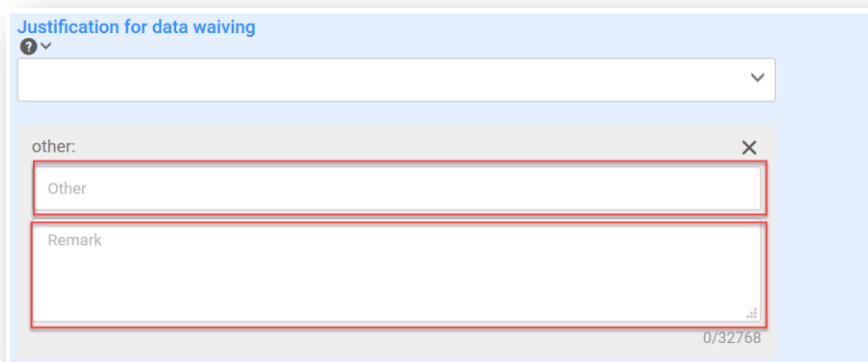 Justification for data waiving
?
other:
Other
Remark
0/32768